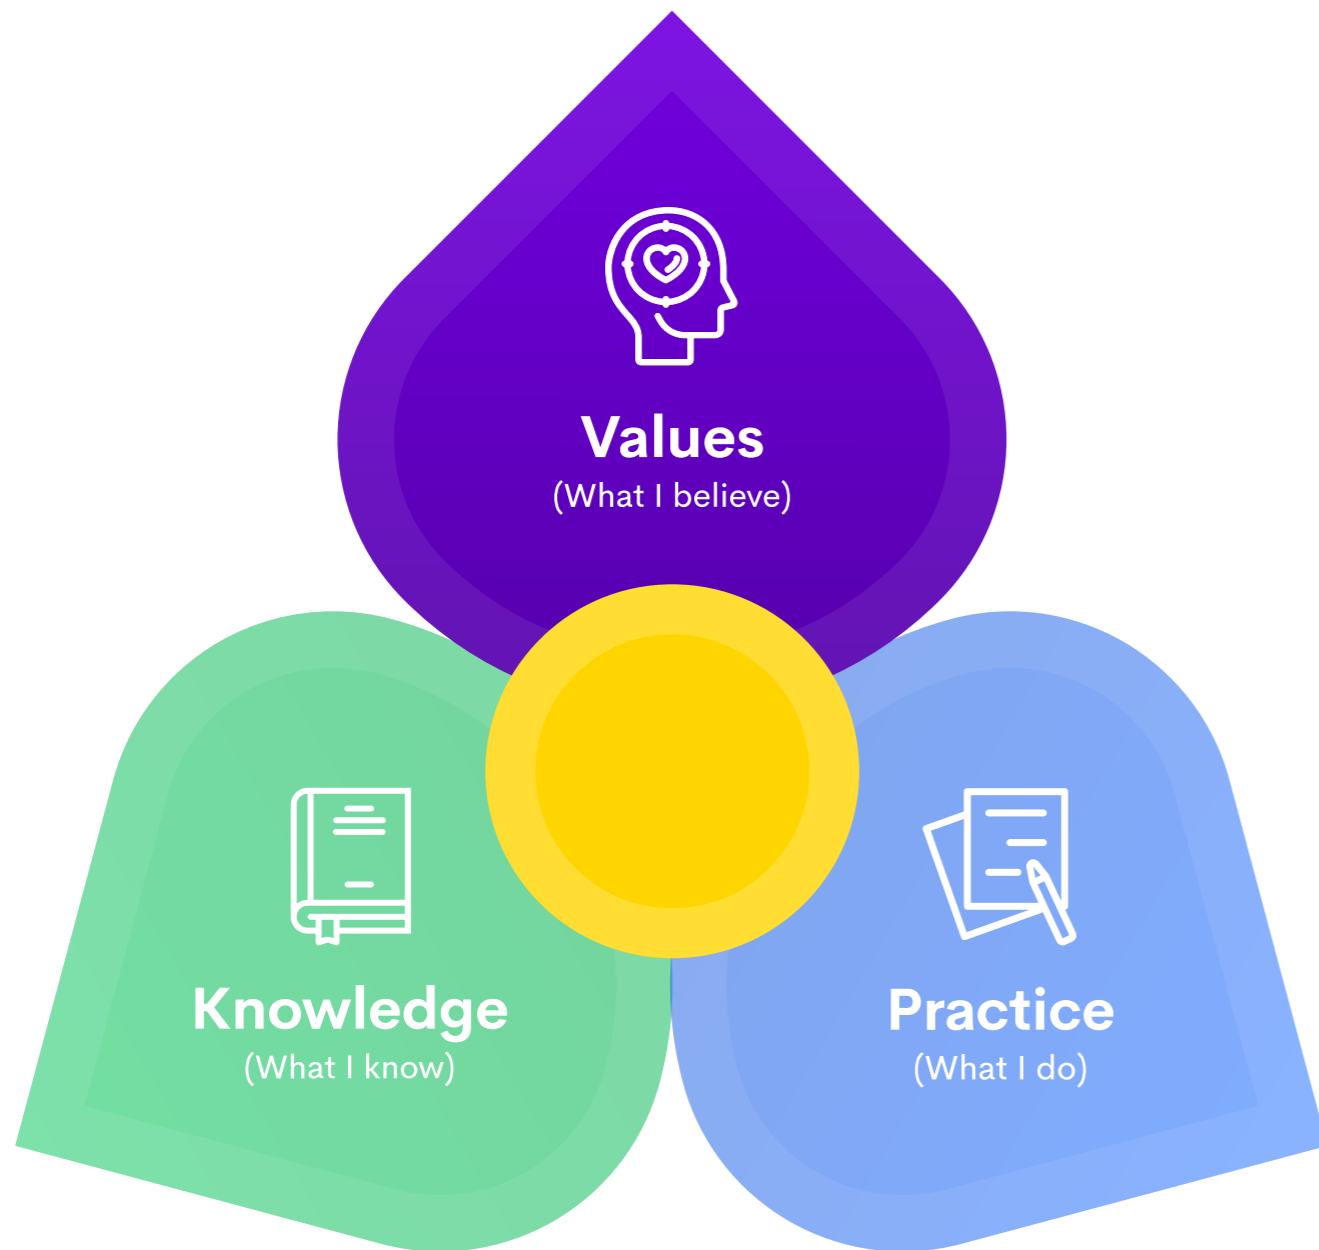 Values
(What I believe)
Knowledge
(What I know)
Practice
(What I do)